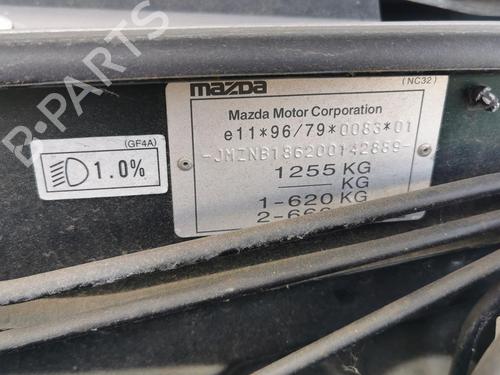 mazda
(NC32)
Mazda Motor Corporation
e11*96/79*0083*01
-JMZNB186200142889-
1255 KG
KG
1-620 KG
(GF4A)
1.0%
B-PARTS